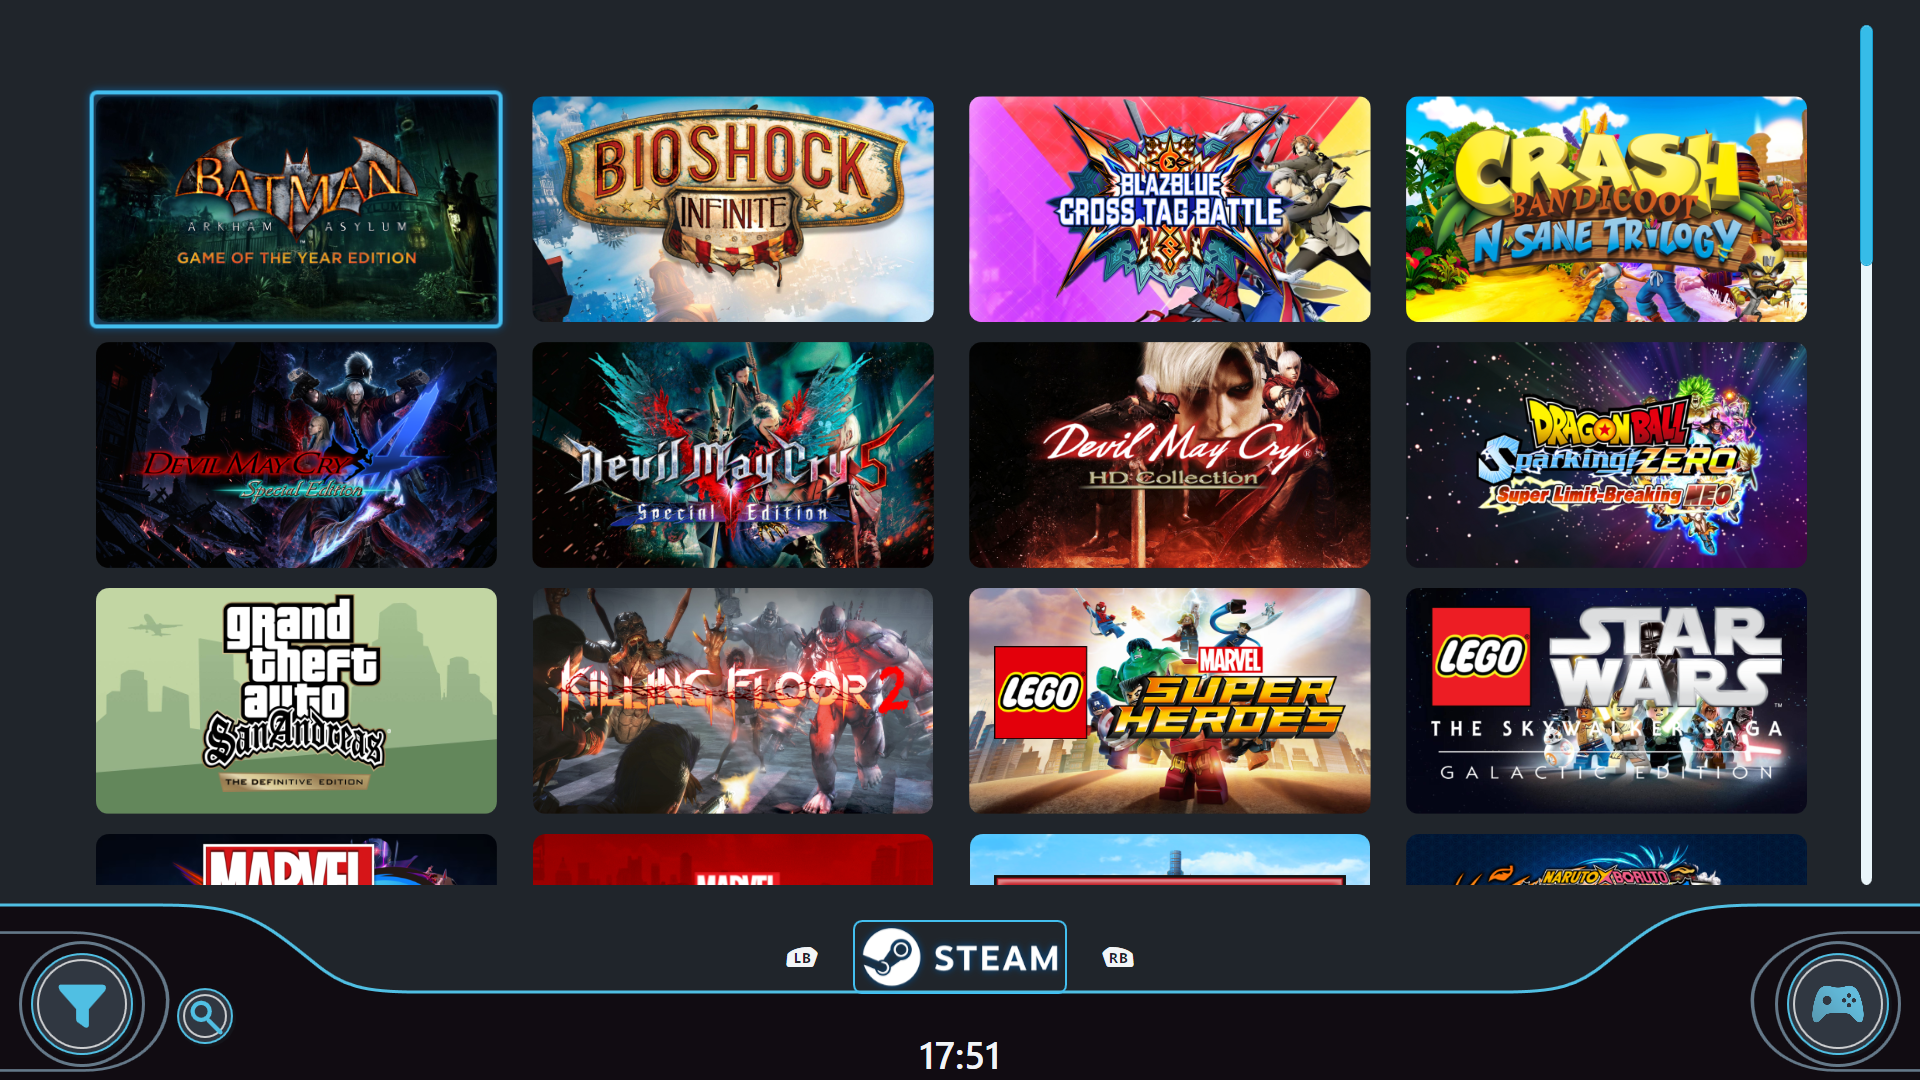 BATMAN
ARKHAM ASYLUM
GAME OF THE YEAR EDITION
BIOSHOCK
INFINITE
BLAZBLUE
CROSS TAG BATTLE
CRASH
BANDICOOT
N. SANE TRILOGY
DEVIL MAY CRY 4
Special Edition
Devil May Cry 5
Special Edition
Devil May Cry®
HD Collection
DRAGON BALL
Sparking! ZERO
Super Limit-Breaking NEO
grand
theft
auto
San Andreas
THE DEFINITIVE EDITION
KILLING FLOOR 2
LEGO
MARVEL
SUPER
HEROES
LEGO
STAR
WARS™
THE SKYWALKER SAGA
GALACTIC EDITION
MARVEL
MARVEL
NARUTO X BORUTO
LB
STEAM
RB
17:51